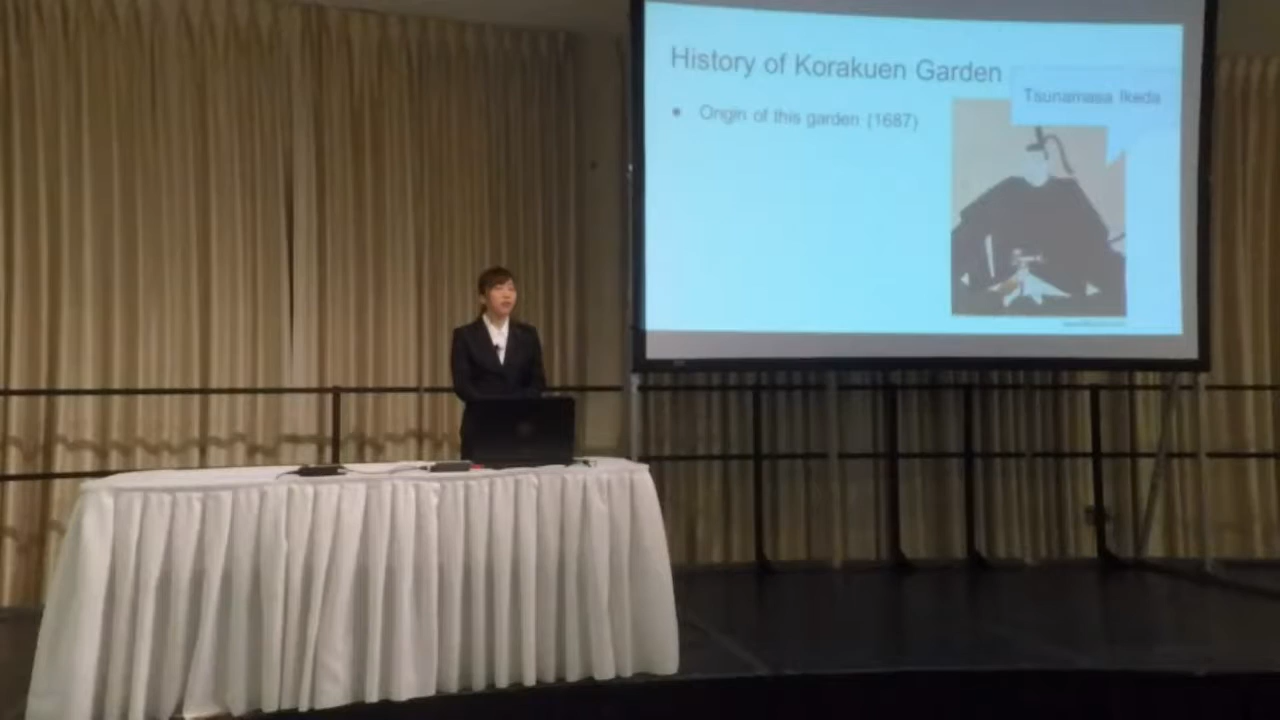 History of Korakuen Garden
Tsunamasa Ikeda
• Origin of this garden (1687)